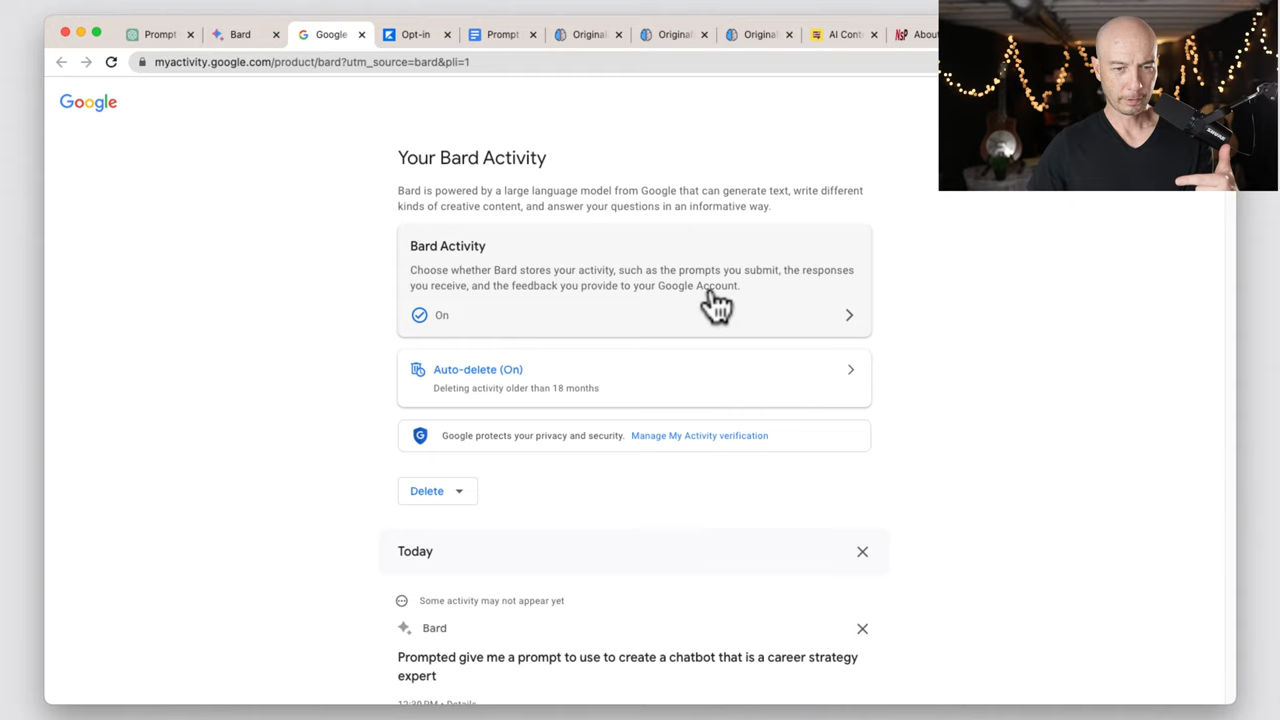 Prompt
Bard
Google
Opt-in
Prompt
Original
Original
Original
AI Cont
NSP About
myactivity.google.com/product/bard?utm_source=bard&pli=1
Google
Your Bard Activity
Bard is powered by a large language model from Google that can generate text, write different
kinds of creative content, and answer your questions in an informative way.
Bard Activity
Choose whether Bard stores your activity, such as the prompts you submit, the responses
you receive, and the feedback you provide to your Google Account.
On
Auto-delete (On)
Deleting activity older than 18 months
G Google protects your privacy and security. Manage My Activity verification
Delete
Today
Some activity may not appear yet
Bard
Prompted give me a prompt to use to create a chatbot that is a career strategy
expert
12:39 PM • Details
SHURE